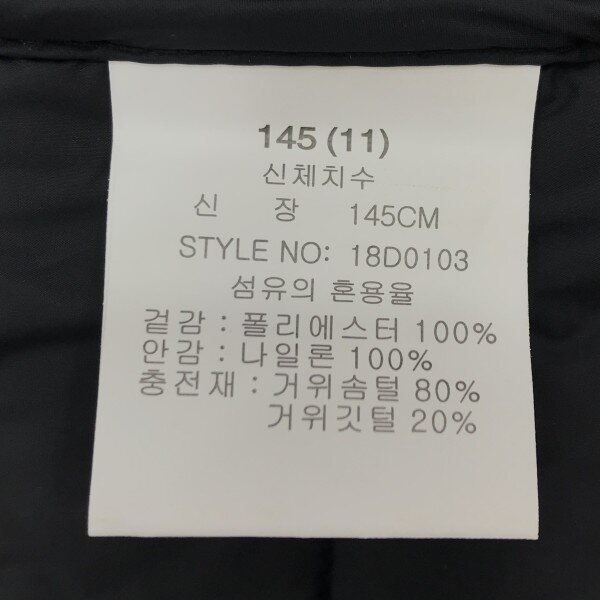 145 (11)
신체치수
신 장 145CM
STYLE NO: 18D0103
섬유의 혼용율
겉감 : 폴리에스터 100%
안감 : 나일론 100%
충전재 : 거위솜털 80%
거위깃털 20%